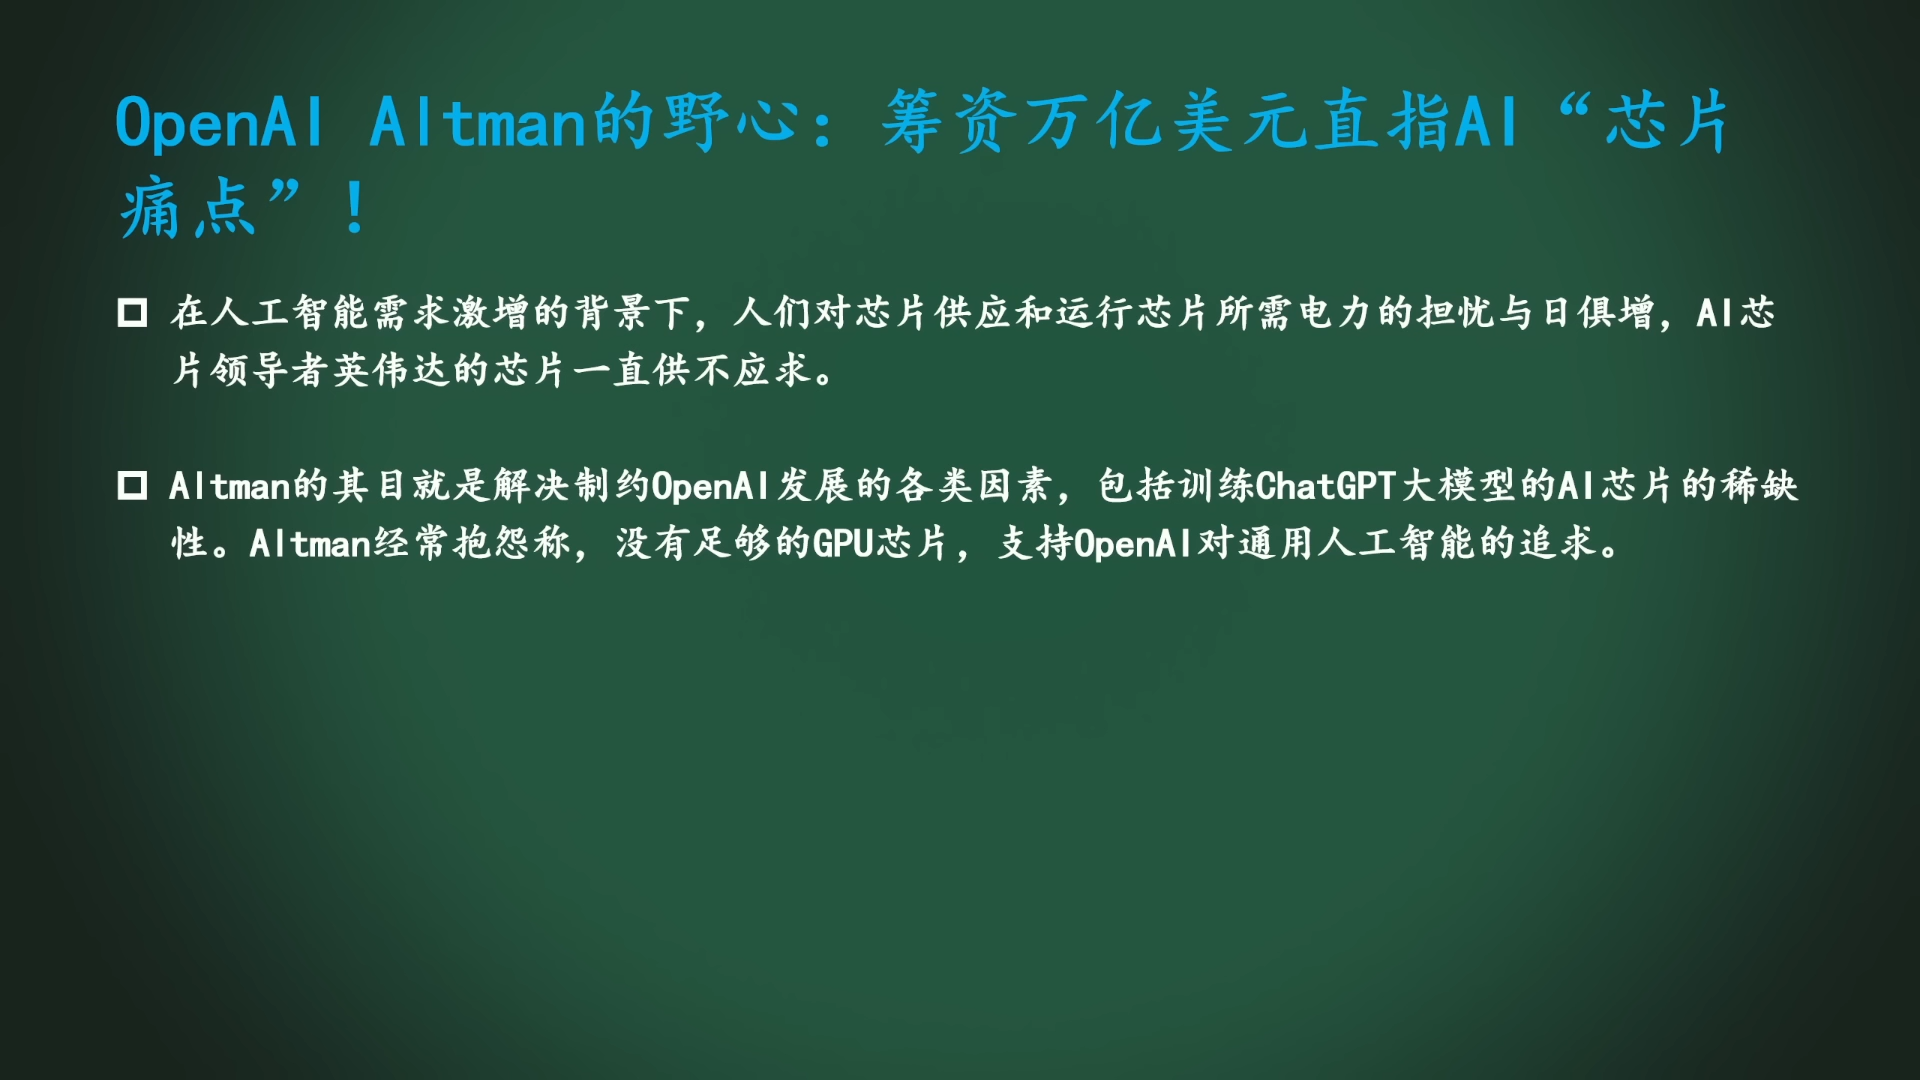 OpenAI Altman的野心：筹资万亿美元直指AI“芯片
痛点”！
在人工智能需求激增的背景下，人们对芯片供应和运行芯片所需电力的担忧与日俱增，AI芯
片领导者英伟达的芯片一直供不应求。
Altman的其目就是解决制约OpenAI发展的各类因素，包括训练ChatGPT大模型的AI芯片的稀缺
性。Altman经常抱怨称，没有足够的GPU芯片，支持OpenAI对通用人工智能的追求。